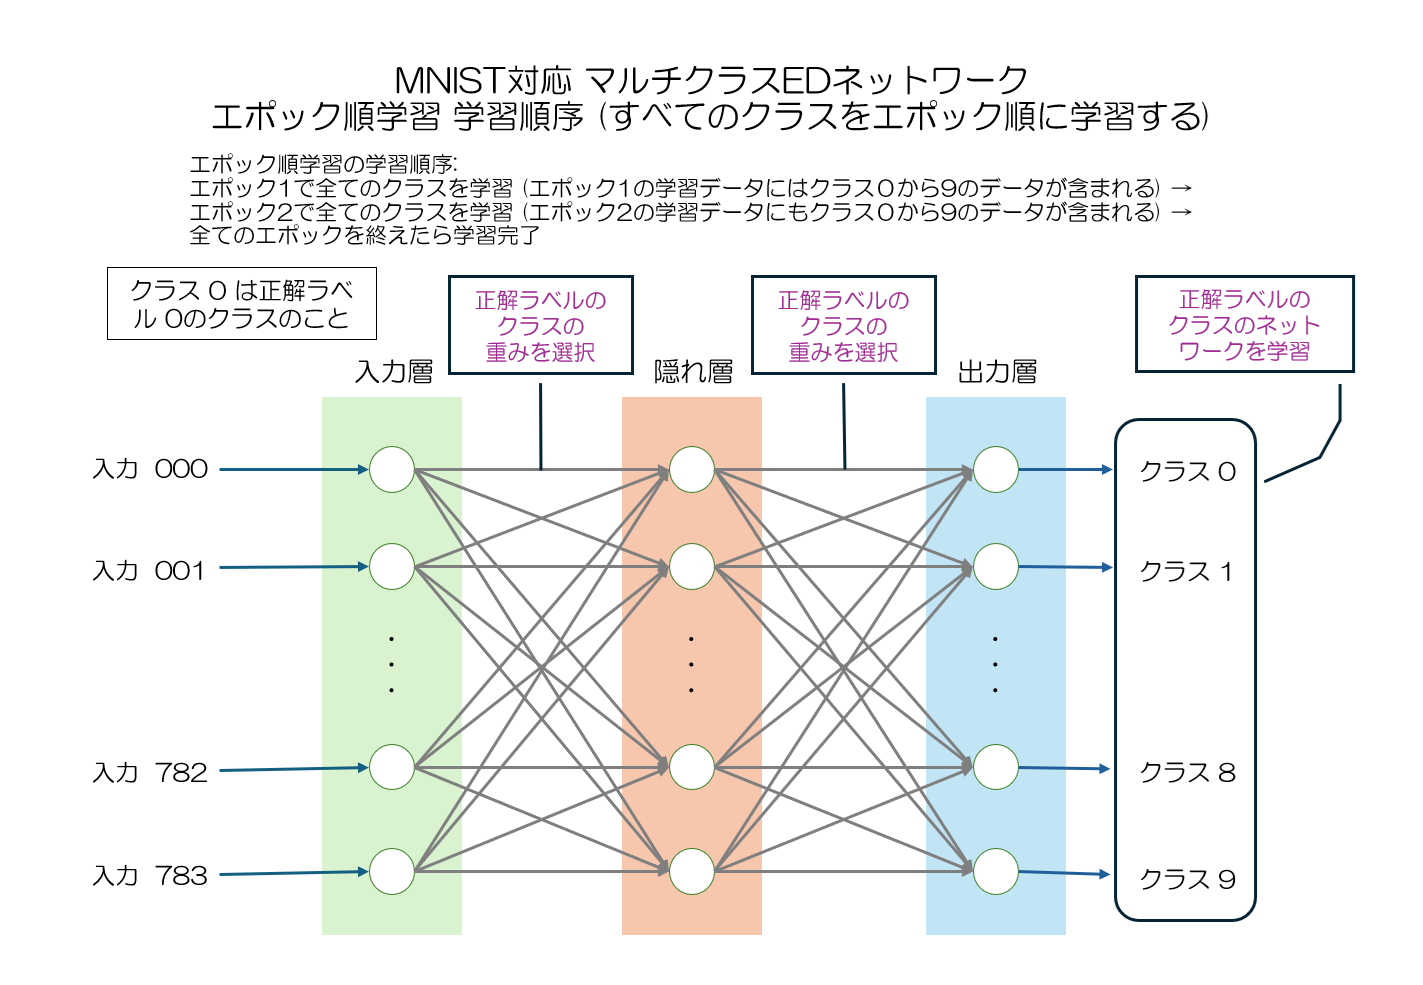 MNIST対応 マルチクラスEDネットワーク
エポック順学習 学習順序 (すべてのクラスをエポック順に学習する)
エポック順学習の学習順序:
エポック1で全てのクラスを学習 (エポック1の学習データにはクラス0から9のデータが含まれる) →
エポック2で全てのクラスを学習 (エポック2の学習データにもクラス0から9のデータが含まれる) →
全てのエポックを終えたら学習完了
クラス 0 は正解ラベ
ル 0のクラスのこと
正解ラベルの
クラスの
重みを選択
正解ラベルの
クラスの
重みを選択
正解ラベルの
クラスのネット
ワークを学習
入力層
隠れ層
出力層
入力 000
クラス 0
入力 001
クラス 1
入力 782
クラス 8
入力 783
クラス 9